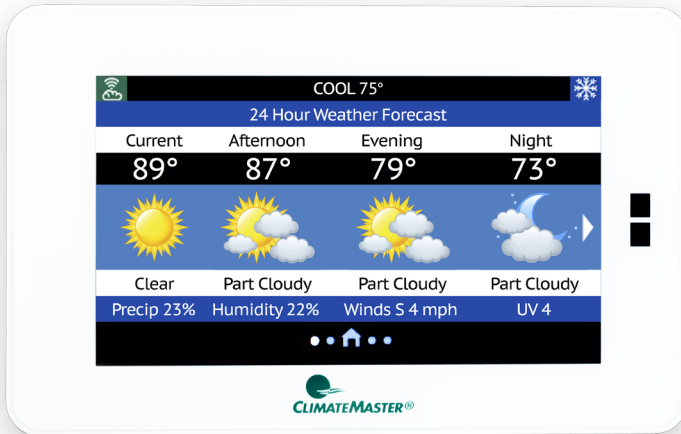 COOL 75°
24 Hour Weather Forecast
Current Afternoon Evening Night
89° 87° 79° 73°
Clear Part Cloudy Part Cloudy Part Cloudy
Precip 23% Humidity 22% Winds S 4 mph UV 4
CLIMATEMASTER®